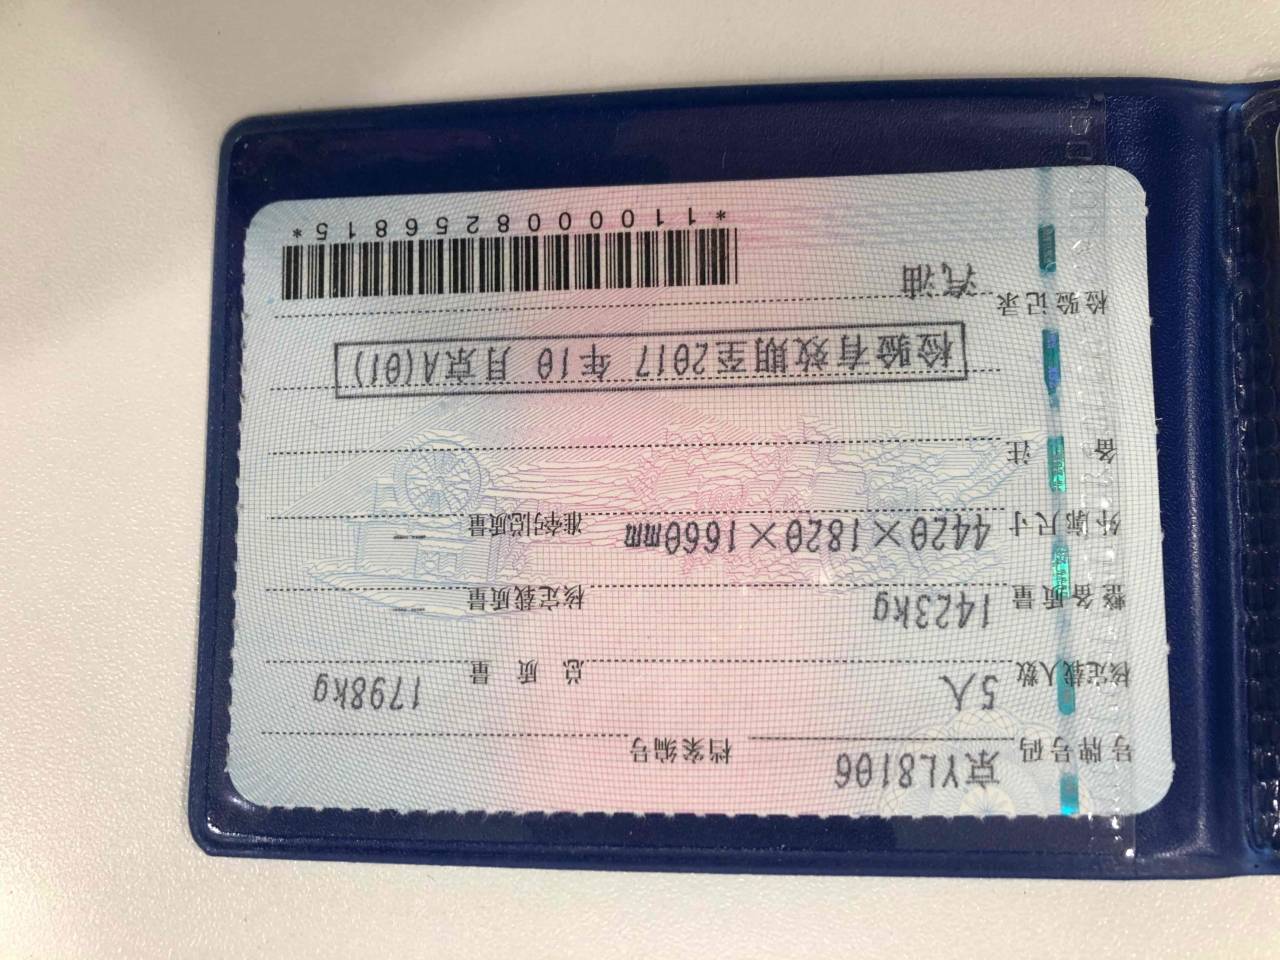 号牌号码 京YL8106 档案编号
核定载人数 5人 总质量 1798kg
整备质量 1423kg 核定载质量 --
外廓尺寸 4420×1820×1660mm 准牵引总质量 --
备注
检验有效期至2017 年10 月京A(01)
检验记录 汽油
*1100008256815*